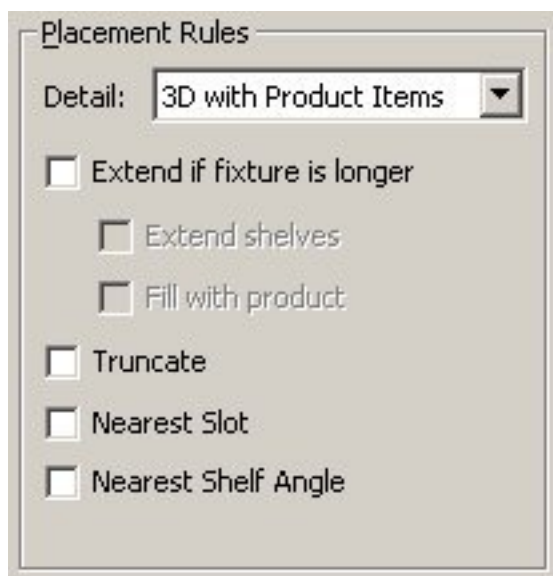 Placement Rules
Detail: 3D with Product Items
Extend if fixture is longer
Extend shelves
Fill with product
Truncate
Nearest Slot
Nearest Shelf Angle